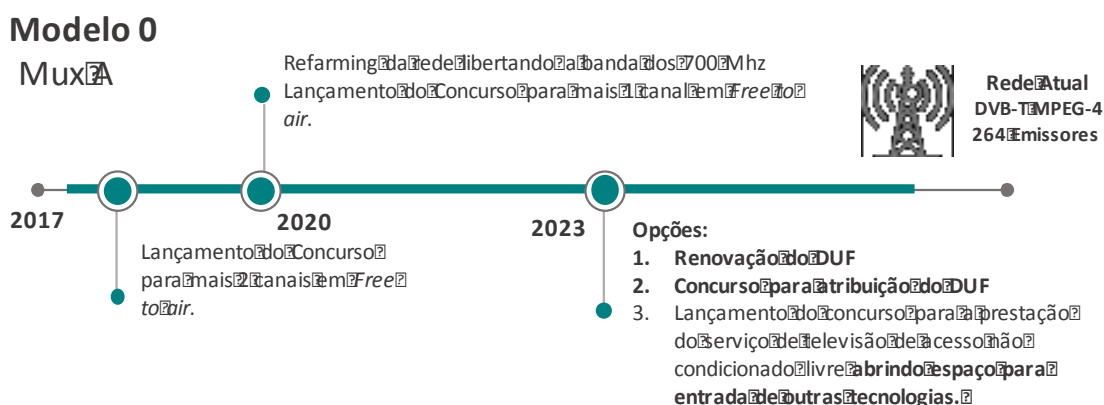 Modelo 0
Mux A
Refarming da rede libertando a banda dos 700 Mhz
Lançamento do Concurso para mais 1 canal em Free to
air.
Rede Atual
DVB-T MPEG-4
264 Emissores
2017
2020
2023
Lançamento do Concurso
para mais 2 canais em Free
to air.
Opções:
1. Renovação do DUF
2. Concurso para atribuição do DUF
3. Lançamento do concurso para a prestação
do serviço de televisão de acesso não
condicionado livre abrindo espaço para
entrada de outras tecnologias.